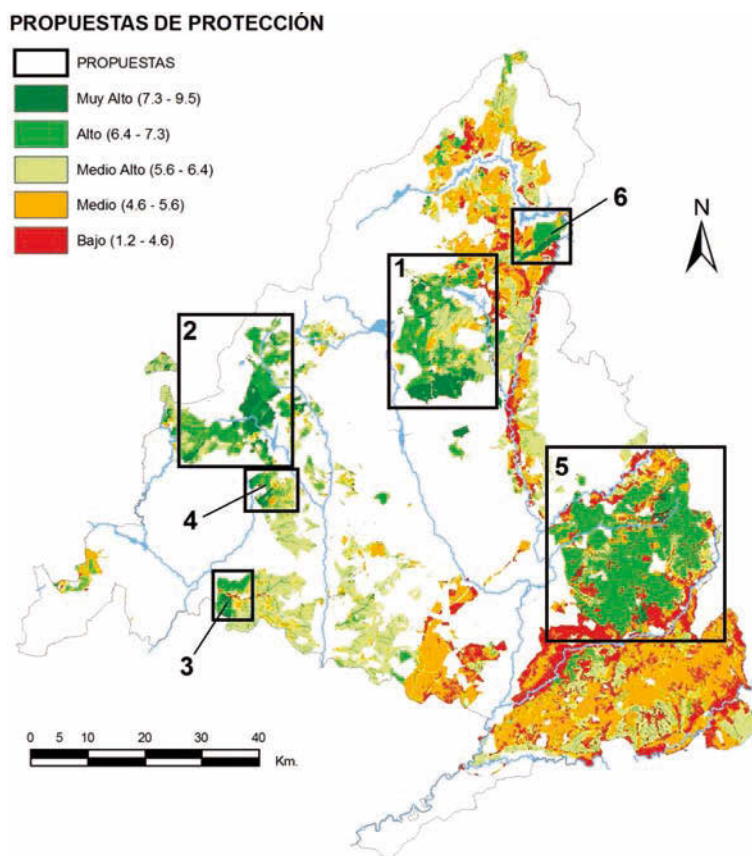 PROPUESTAS DE PROTECCIÓN
PROPUESTAS
Muy Alto (7.3 - 9.5)
Alto (6.4 - 7.3)
Medio Alto (5.6 - 6.4)
Medio (4.6 - 5.6)
Bajo (1.2 - 4.6)
6
N
1
2
5
4
3
0 5 10 20 30 40
Km.